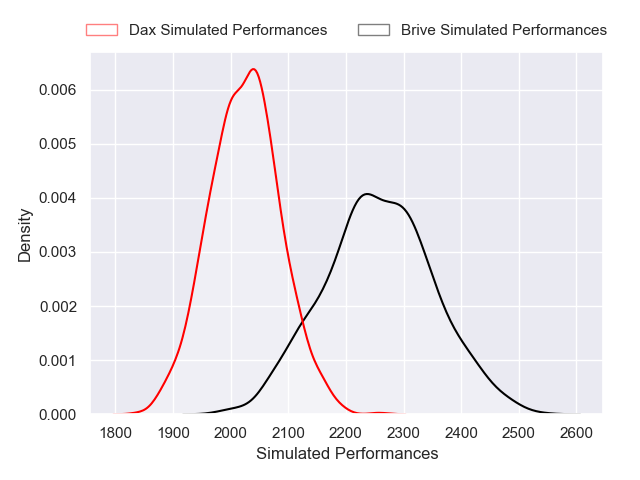 Dax Simulated Performances Brive Simulated Performances
0.006
0.005
0.004
0.003
0.002
0.001
0.000
Density
1800 1900 2000 2100 2200 2300 2400 2500 2600
Simulated Performances